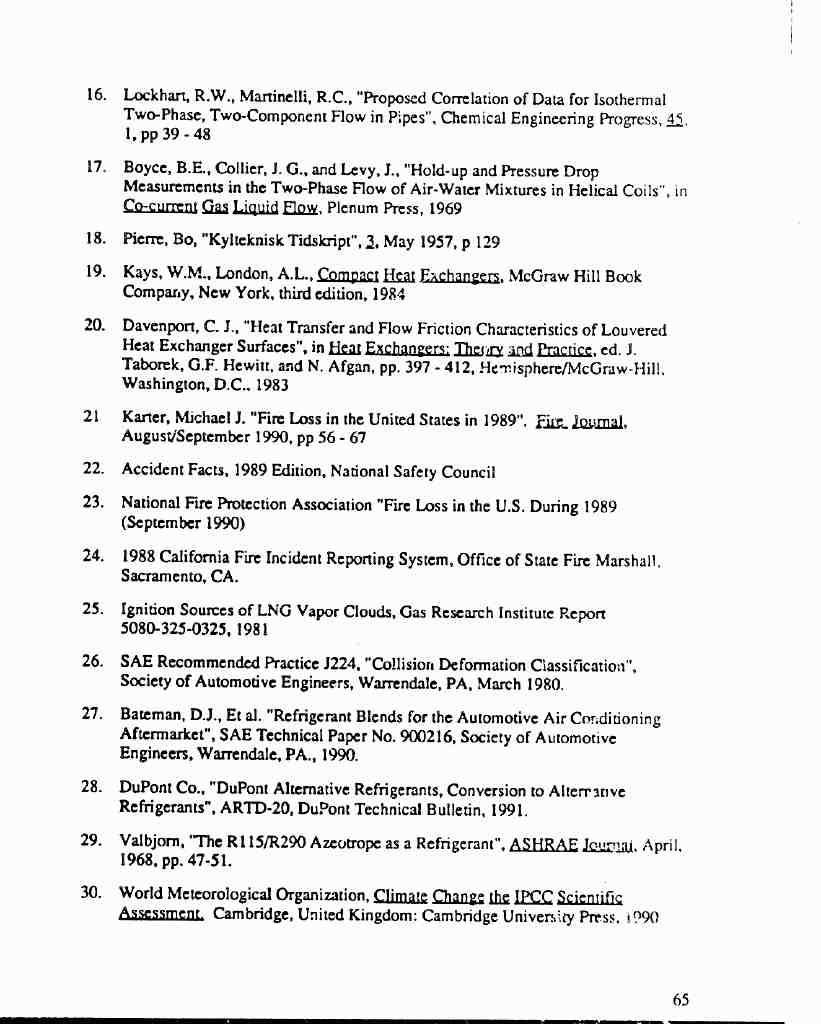 16. Lockhart, R.W., Martinelli, R.C., "Proposed Correlation of Data for Isothermal
Two-Phase, Two-Component Flow in Pipes", Chemical Engineering Progress, 45,
1, pp 39 - 48
17. Boyce, B.E., Collier, J. G., and Levy, J., "Hold-up and Pressure Drop
Measurements in the Two-Phase Flow of Air-Water Mixtures in Helical Coils", in
Co-current Gas Liquid Flow, Plenum Press, 1969
18. Pierre, Bo, "Kylteknisk Tidskript", 3, May 1957, p 129
19. Kays, W.M., London, A.L., Compact Heat Exchangers, McGraw Hill Book
Company, New York, third edition, 1984
20. Davenport, C. J., "Heat Transfer and Flow Friction Characteristics of Louvered
Heat Exchanger Surfaces", in Heat Exchangers: Theory and Practice, ed. J.
Taborek, G.F. Hewitt, and N. Afgan, pp. 397 - 412, Hemisphere/McGraw-Hill,
Washington, D.C., 1983
21 Karter, Michael J. "Fire Loss in the United States in 1989", Fire Journal,
August/September 1990, pp 56 - 67
22. Accident Facts, 1989 Edition, National Safety Council
23. National Fire Protection Association "Fire Loss in the U.S. During 1989
(September 1990)
24. 1988 California Fire Incident Reporting System, Office of State Fire Marshall,
Sacramento, CA.
25. Ignition Sources of LNG Vapor Clouds, Gas Research Institute Report
5080-325-0325, 1981
26. SAE Recommended Practice J224, "Collision Deformation Classification",
Society of Automotive Engineers, Warrendale, PA, March 1980.
27. Bateman, D.J., Et al. "Refrigerant Blends for the Automotive Air Conditioning
Aftermarket", SAE Technical Paper No. 900216, Society of Automotive
Engineers, Warrendale, PA., 1990.
28. DuPont Co., "DuPont Alternative Refrigerants, Conversion to Alternative
Refrigerants", ARTD-20, DuPont Technical Bulletin, 1991.
29. Valbjorn, "The R115/R290 Azeotrope as a Refrigerant", ASHRAE Journal, April,
1968, pp. 47-51.
30. World Meteorological Organization, Climate Change the IPCC Scientific
Assessment. Cambridge, United Kingdom: Cambridge University Press, 1990
65